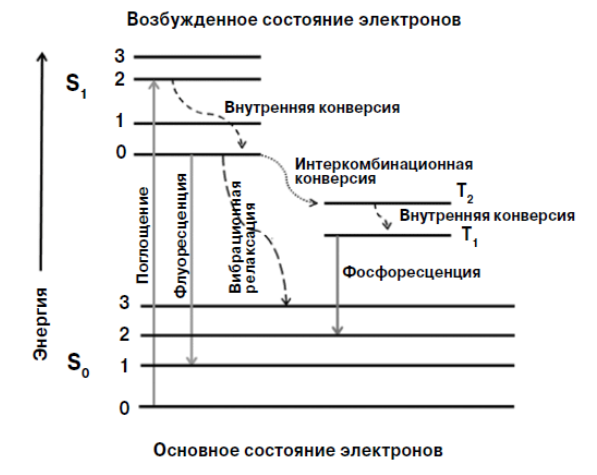 Возбужденное состояние электронов
3
2
S1
Внутренняя конверсия
1
0
Интеркомбинационная
конверсия
T2
Внутренняя конверсия
T1
Поглощение
Флуоресценция
Вибрационная
релаксация
Фосфоресценция
Энергия
3
2
S0
1
0
Основное состояние электронов